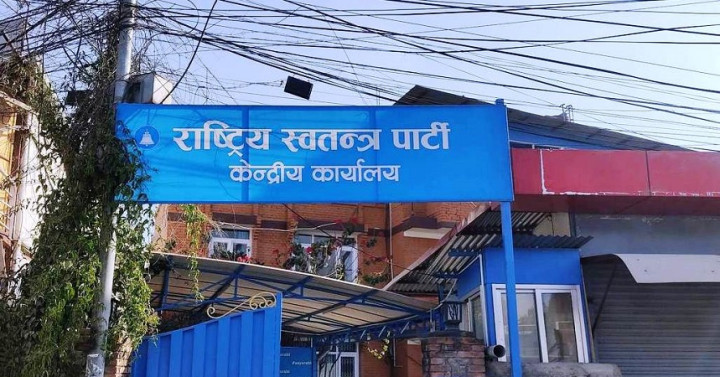 राष्ट्रिय स्वतन्त्र पार्टी
केन्द्रीय कार्यालय